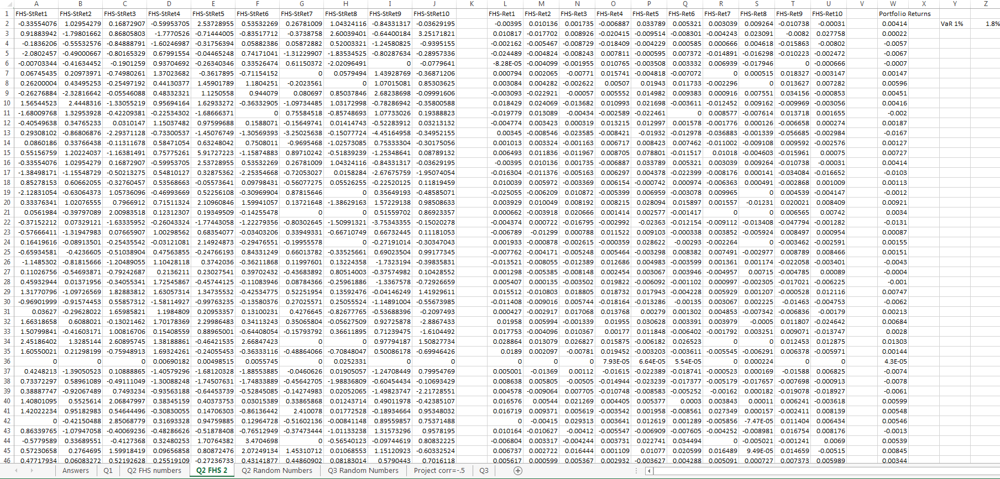 A B C D E F G H I J K L M N O P Q R S T U V W X Y Z
1 FHS-StRet1 FHS-StRet2 FHS-StRet3 FHS-StRet4 FHS-StRet5 FHS-StRet6 FHS-StRet7 FHS-StRet8 FHS-StRet9 FHS-StRet10 FHS-Ret1 FHS-Ret2 FHS-Ret3 FHS-Ret4 FHS-Ret5 FHS-Ret6 FHS-Ret7 FHS-Ret8 FHS-Ret9 FHS-Ret10 Portfolio Returns
2 -0.33554076 1.02954279 0.16872907 -0.59953705 2.53728955 0.53532269 0.26781009 1.04324116 -0.84331317 -0.03629195 -0.00395 0.010136 0.001735 -0.006887 0.033789 0.005321 0.003039 0.009264 -0.010738 -0.00031 0.00414 VaR 1% 1.8%
3 0.91883942 -1.79801662 0.86805803 -1.7770526 -0.71444005 -0.83517712 -0.3738758 2.60039401 -0.64400184 3.25171821 0.010817 -0.017702 0.008926 -0.020415 -0.009514 -0.008301 -0.004243 0.023091 -0.0082 0.027758 0.00022
4 -0.1836206 -0.55532576 -0.84888791 -1.60246987 -0.31756394 0.05882386 0.05872882 0.52003321 -1.24580825 -0.9395155 -0.002162 -0.005467 -0.008729 -0.018409 -0.004229 0.000585 0.000666 0.004618 -0.015863 -0.00802 -0.0057
5 -2.0802457 -0.49000667 -0.80165329 0.67991554 -0.04465248 0.74171041 -1.31229907 -1.83534525 -0.80287634 -0.28957336 -0.024489 -0.004824 -0.008243 0.007811 -0.000595 0.007372 -0.014891 -0.016298 -0.010223 -0.002472 -0.0067
6 -0.00703344 -0.41634452 -0.1901259 0.93704692 -0.26340346 0.33526474 0.61150372 -2.02096491 0 -0.0779641 -8.28E-05 -0.004099 -0.001955 0.010765 -0.003508 0.003332 0.006939 -0.017946 0 -0.000666 -0.0007
7 0.06745435 0.20973971 -0.74980261 1.37023682 -0.3617895 -0.71154152 0 0.0579494 1.43928769 -0.36871206 0.000794 0.002065 -0.00771 0.015741 -0.004818 -0.007072 0 0.000515 0.018327 -0.003147 0.00147
8 0.26200004 0.43495253 -0.25497192 0.44130377 1.45901789 1.1804251 -0.2023561 0 1.07015081 0.85303625 0.003084 0.004282 -0.002622 0.00507 0.01943 0.011733 -0.002296 0 0.013627 0.007282 0.00596
9 -0.26276884 -2.32816642 -0.05546088 0.48332321 1.1250558 0.944079 0.080697 0.85037846 2.68238698 -0.09991606 -0.003093 -0.022921 -0.00057 0.005552 0.014982 0.009383 0.000916 0.007551 0.034156 -0.000853 0.00451
10 1.56544523 2.4448316 -1.33055219 0.95694164 1.62933272 -0.36332905 -1.09734485 1.03172998 -0.78286942 -0.35800588 0.018429 0.024069 -0.013682 0.010993 0.021698 -0.003611 -0.012452 0.009162 -0.009969 -0.003056 0.00416
11 -1.68009768 1.32953928 -0.42209381 -0.22534302 -1.68666371 0 0.75584518 -0.85748693 1.07733026 0.19388823 -0.019779 0.013089 -0.00434 -0.002589 -0.022461 0 0.008577 -0.007614 0.013718 0.001655 -0.002
12 -0.40549638 0.34765233 0.0310147 1.15037482 0.97599688 0.1588071 -0.15649741 0.01414743 -0.52283912 0.03213132 -0.004774 0.003423 0.000319 0.013215 0.012997 0.001578 -0.001776 0.000126 -0.006658 0.000274 0.00187
13 0.29308102 -0.86806876 -2.29371128 -0.73300537 -1.45076749 -1.30569393 -3.25025638 -0.15077724 -4.45164958 -0.34952155 0.00345 -0.008546 -0.023585 -0.008421 -0.01932 -0.012978 -0.036883 -0.001339 -0.056685 -0.002984 -0.0167
14 0.0860186 0.33766438 -0.11311678 0.58471054 0.63248042 0.7508011 -0.9695468 -1.02573085 0.75333304 -0.30175056 0.001013 0.003324 -0.001163 0.006717 0.008423 0.007462 -0.011002 -0.009108 0.009592 -0.002576 0.00127
15 0.55156759 1.20224037 -1.16381491 0.75775261 5.91727223 -1.15874883 0.89710242 -0.51839239 -1.25348641 0.08789132 0.006493 0.011836 -0.011967 0.008705 0.078801 -0.011517 0.01018 -0.004603 -0.015961 0.00075 0.00727
16 -0.33554076 1.02954279 0.16872907 -0.59953705 2.53728955 0.53532269 0.26781009 1.04324116 -0.84331317 -0.03629195 -0.00395 0.010136 0.001735 -0.006887 0.033789 0.005321 0.003039 0.009264 -0.010738 -0.00031 0.00414
17 -1.38498171 -1.15548729 -0.50213275 0.54810127 0.32875362 -2.25354668 -0.72053027 0.0158284 -2.67675759 -1.95074054 -0.016304 -0.011376 -0.005163 0.006297 0.004378 -0.022399 -0.008176 0.000141 -0.034084 -0.016652 -0.0103
18 0.85278153 0.60662055 -0.32760457 0.53568663 -0.05573641 0.09798431 -0.56077275 0.05526255 -0.22520125 0.11819459 0.010039 0.005972 -0.003369 0.006154 -0.000742 0.000974 -0.006363 0.000491 -0.002868 0.001009 0.00113
19 -2.12831054 -0.63064373 1.05736096 -0.46993669 0.52256108 -0.30969904 0.87815646 0 0.35649193 -0.48585071 -0.025055 -0.006209 0.010872 -0.005399 0.006959 -0.003078 0.009965 0 0.004539 -0.004147 -0.0012
20 0.33376341 1.02076555 0.7966912 0.71511324 2.10960846 1.59941057 0.13721648 -1.38629163 1.57229138 0.98508633 0.003929 0.010049 0.008192 0.008215 0.028094 0.015897 0.001557 -0.01231 0.020021 0.008409 0.00921
21 0.0561984 -0.39797089 2.00983518 0.12312307 0.19349509 -0.14255478 0 0 0.51559702 0.86923357 0.000662 -0.003918 0.020666 0.001414 0.002577 -0.001417 0 0 0.006565 0.00742 0.0034
22 -0.37152212 0.07329121 -1.63335952 -0.26043324 -1.77443058 -1.22279356 -0.80302645 -1.50991321 -3.75343355 -0.15020278 -0.004374 0.000722 -0.016795 -0.002992 -0.02363 -0.012154 -0.009112 -0.013408 -0.047794 -0.001282 -0.0131
23 -0.57666411 -1.31947983 0.07665907 1.00298562 0.68354077 -0.03403206 0.33949331 -0.66710749 0.66732445 0.11181053 -0.006789 -0.01299 0.000788 0.011522 0.009103 -0.000338 0.003852 -0.005924 0.008497 0.000954 0.00087
24 0.16419616 -0.08913501 -0.25435542 -0.03121081 2.14924873 -0.29476551 -0.19955578 0 -0.27191014 -0.30347043 0.001933 -0.000878 -0.002615 -0.000359 0.028622 -0.00293 -0.002264 0 -0.003462 -0.002591 0.00155
25 -0.65934581 -0.4236605 -0.51038904 0.47563855 -0.24766193 0.84331249 0.66013782 -0.33525661 0.69023504 0.99177345 -0.007762 -0.004171 -0.005248 0.005464 -0.003298 0.008382 0.007491 -0.002977 0.008789 0.008466 0.00151
26 -1.1485302 -0.81815666 -1.20489055 1.10428118 0.3742036 -0.36211868 0.11997601 0.13224358 -1.7323194 -0.39835831 -0.013521 -0.008055 -0.012389 0.012686 0.004983 -0.003599 0.001361 0.001174 -0.022058 -0.003401 -0.0043
27 0.11026756 -0.54693871 -0.79242687 0.2136211 0.23027541 0.39702432 -0.43683892 0.80514003 -0.37574982 0.10428552 0.001298 -0.005385 -0.008148 0.002454 0.003067 0.003946 -0.004957 0.00715 -0.004785 0.00089 -0.0004
28 0.45932944 0.01371956 -0.34055341 1.72545867 -0.45744125 -0.11083946 0.08784366 -0.25961886 -1.3367578 -0.72926659 0.005407 0.000135 -0.003502 0.019822 -0.006092 -0.001102 0.000997 -0.002305 -0.017021 -0.006225 -0.001
29 1.31770796 -1.09726569 1.82883812 1.63057314 1.34735532 -0.42534775 0.52251954 0.13592476 -0.04146249 1.41929611 0.015512 -0.010803 0.018805 0.018732 0.017943 -0.004228 0.005929 0.001207 -0.000528 0.012116 0.00747
30 -0.96901999 -0.91574453 0.55857312 -1.58114927 -0.99763235 -0.13580376 0.27025571 0.25055524 -1.14891004 -0.55673985 -0.011408 -0.009016 0.005744 -0.018164 -0.013286 -0.00135 0.003067 0.002225 -0.01463 -0.004753 -0.0062
31 0.03627 -0.29628022 1.65985821 1.1984809 0.20953357 0.13100231 0.4276645 -0.82677765 -0.53688396 -0.2097493 0.000427 -0.002917 0.017068 0.013768 0.00279 0.001302 0.004853 -0.007342 -0.006836 -0.00179 0.00213
32 1.66318658 0.6088021 -0.13021462 1.70178369 2.29986483 0.34113243 0.35065804 -0.05627509 0.92725878 -2.8867433 0.01958 0.005994 -0.001339 0.01955 0.030628 0.003391 0.003979 -0.0005 0.011807 -0.024642 0.00684
33 1.50799841 -0.41603171 1.00816706 0.15408559 0.88965001 -0.64408054 -0.15793792 0.36611895 0.71239475 -1.6104492 0.017753 -0.004096 0.010367 0.00177 0.011848 -0.006402 -0.001792 0.003251 0.009071 -0.013747 0.0028
34 2.45186402 1.3285144 2.60895745 1.38188861 -0.46421535 2.66847423 0 0 0.97794187 1.50827734 0.028864 0.013079 0.026827 0.015875 -0.006182 0.026523 0 0 0.012453 0.012875 0.01303
35 1.60550021 0.21298199 -0.75948913 1.69324261 -0.24055453 -0.36333116 -0.48864066 -0.70848047 0.50086178 -0.69946426 0.0189 0.002097 -0.00781 0.019452 -0.003203 -0.003611 -0.005545 -0.006291 0.006378 -0.005971 0.00144
36 0 0 0 0.00690182 0.00498515 0.0055745 0 0.0252331 0 0 0 0 0 7.93E-05 6.64E-05 5.54E-05 0 0.000224 0 0 4.3E-05
37 0.4248213 -1.39050523 0.10888865 -1.40579296 -1.68120328 -1.88553885 -0.0460626 0.01905057 -1.24708449 0.79954769 0.005001 -0.01369 0.00112 -0.01615 -0.022389 -0.018741 -0.000523 0.000169 -0.01588 0.006825 -0.0074
38 0.73372297 0.58961089 -0.49111049 -1.30088248 -1.74507631 -1.74833889 -0.45642705 -1.98836809 -0.60454434 -0.10693429 0.008638 0.005805 -0.00505 -0.014944 -0.023239 -0.017377 -0.005179 -0.017657 -0.007698 -0.000913 -0.0078
39 0.38887747 -0.92067489 0.7493234 -0.93563188 -0.64453739 -0.52845085 -0.14274983 0.02052065 -1.49823747 -2.21728551 0.004578 -0.009064 0.007705 -0.010748 -0.008583 -0.005252 -0.00162 0.000182 -0.019078 -0.018927 -0.0061
40 1.40801095 0.5525614 2.06847997 0.38345159 0.40373753 0.03015389 0.33865868 0.01243714 0.49011978 -0.42385107 0.016576 0.00544 0.021269 0.004405 0.005377 0.0003 0.003843 0.00011 0.006241 -0.003618 0.00599
41 1.42022234 0.95182983 0.54644496 -0.30830055 0.14706303 -0.86136442 2.410078 0.01772528 -0.18934664 0.95348032 0.016719 0.009371 0.005619 -0.003542 0.001958 -0.008561 0.027349 0.000157 -0.002411 0.008139 0.00548
42 0 -0.42150488 2.85068779 0.31693328 0.94759885 0.12964728 -0.51602136 -0.00841148 0.89559857 0.75371488 0 -0.00415 0.029313 0.003641 0.012619 0.001289 -0.005856 -7.47E-05 0.011404 0.006434 0.00546
43 0.86339765 -1.07947058 -0.40069236 -0.48286626 -0.51878408 -0.76512949 -0.37473444 -1.01133238 1.31573296 0.9578195 0.010164 -0.010627 -0.00412 -0.005547 -0.006909 -0.007605 -0.004252 -0.008981 0.016754 0.008176 -0.0013
44 -0.5779589 0.33689551 -0.4127368 0.32480253 1.70764382 3.4704698 0 -0.56540123 -0.09744619 0.80832225 -0.006804 0.003317 -0.004244 0.003731 0.022741 0.034494 0 -0.005021 -0.001241 0.0069 0.00539
45 0.57230658 0.2764695 1.59918419 0.09656858 0.80872476 2.07249134 1.45310712 0.01068553 1.15120923 -0.60332524 0.006737 0.002722 0.016444 0.001109 0.01077 0.020599 0.016489 9.49E-05 0.014659 -0.00515 0.00845
46 0.47717934 0.06083272 0.52192628 0.25519109 -0.27236733 0.43141877 0.44860902 0.08183014 0.5790443 0.7016118 0.005617 0.000599 0.005367 0.002932 -0.003627 0.004288 0.005091 0.000727 0.007373 0.005989 0.00344
Answers Q1 Q2 FHS numbers Q2 FHS 2 Q2 Random Numbers Q3 Random Numbers Project corr=-.5 Q3